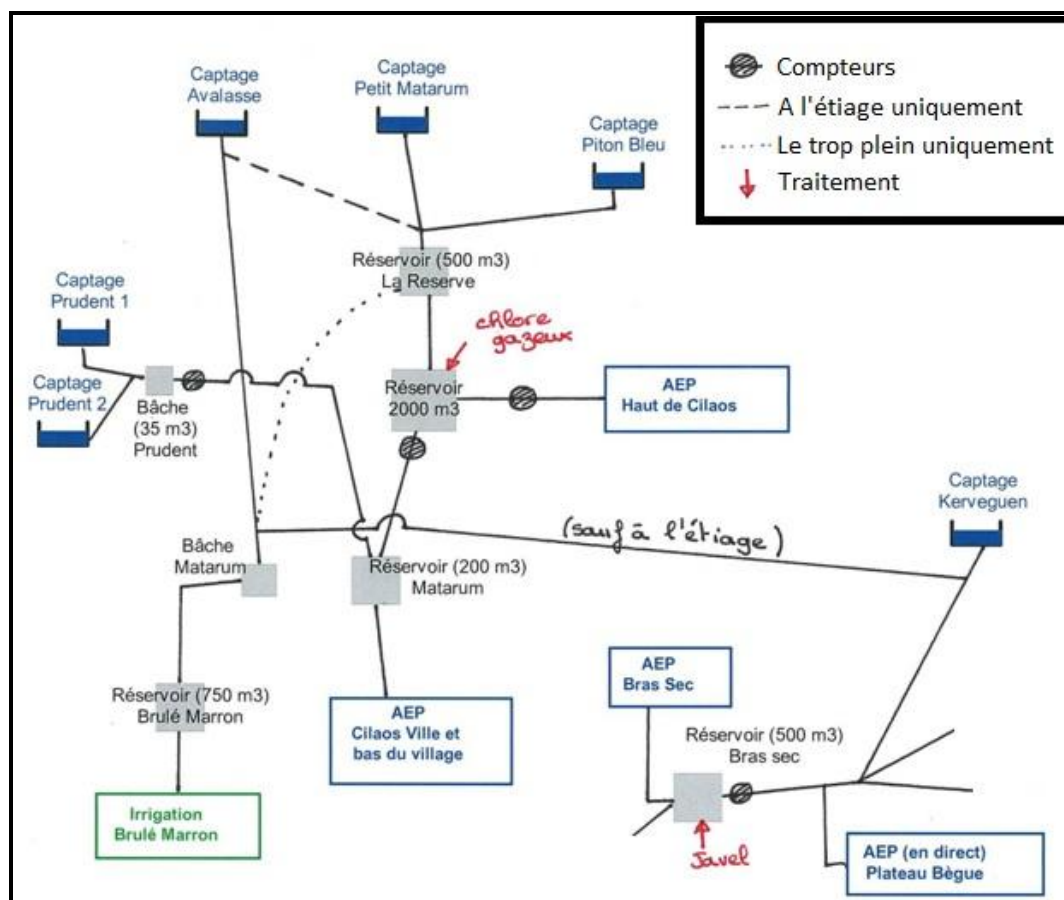 Captage
Avalasse
Captage
Petit Matarum
Captage
Piton Bleu
Compteurs
A l'étiage uniquement
Le trop plein uniquement
Traitement
Réservoir (500 m3)
La Reserve
Captage
Prudent 1
Captage
Prudent 2
Bâche
(35 m3)
Prudent
chlore
gazeux
Réservoir
2000 m3
AEP
Haut de Cilaos
Captage
Kerveguen
(sauf à l'étiage)
Bâche
Matarum
Réservoir (200 m3)
Matarum
AEP
Bras Sec
Réservoir (750 m3)
Brulé Marron
AEP
Cilaos Ville et
bas du village
Réservoir (500 m3)
Bras sec
Irrigation
Brulé Marron
Javel
AEP (en direct)
Plateau Bègue